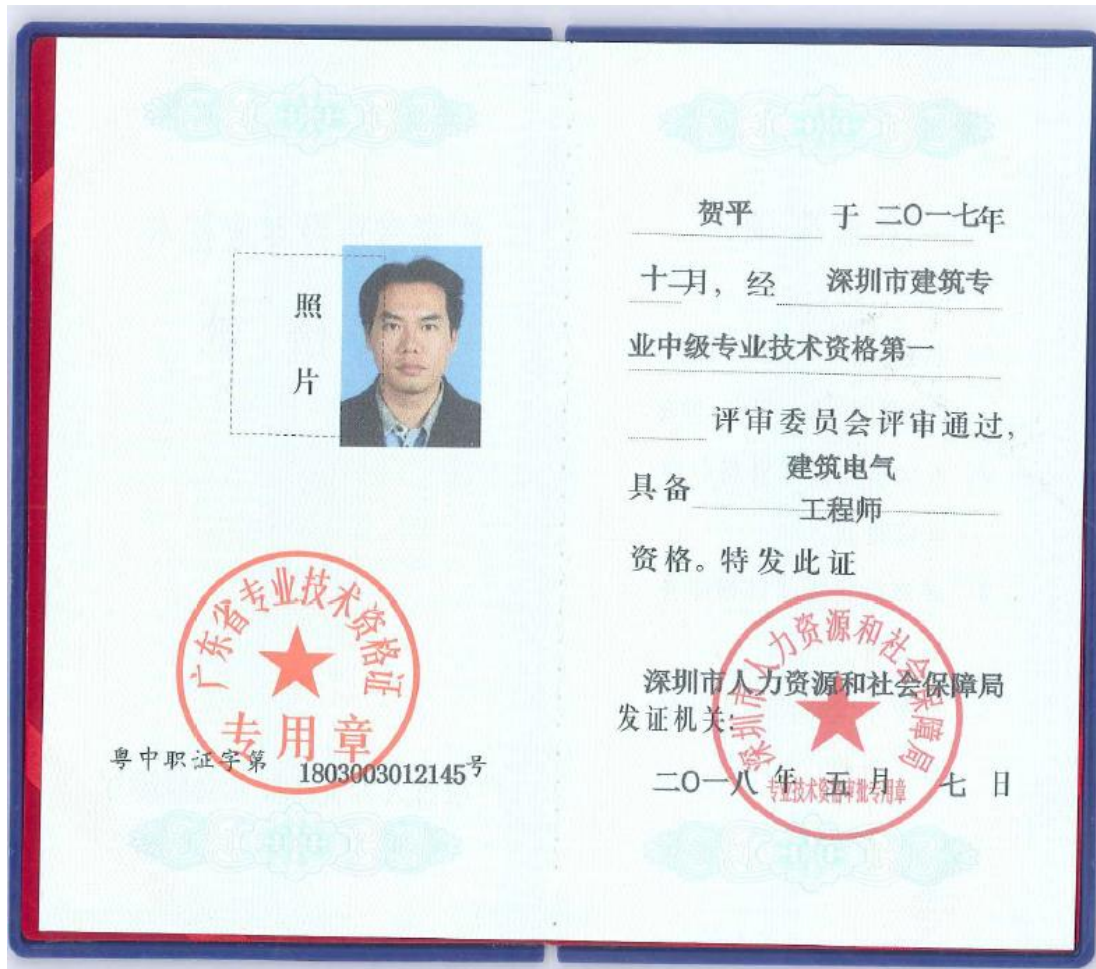 照
片
广东省专业技术资格证
专用章
粤中职证字第 1803003012145号
贺平 于 二〇一七年
十二月，经 深圳市建筑专
业中级专业技术资格第一
评审委员会评审通过，
具备 建筑电气
工程师
资格。特发此证
深圳市人力资源和社会保障局
发证机关：
二〇一八 年 五 月 七 日
深圳市人力资源和社会保障局
专业技术资格审批专用章